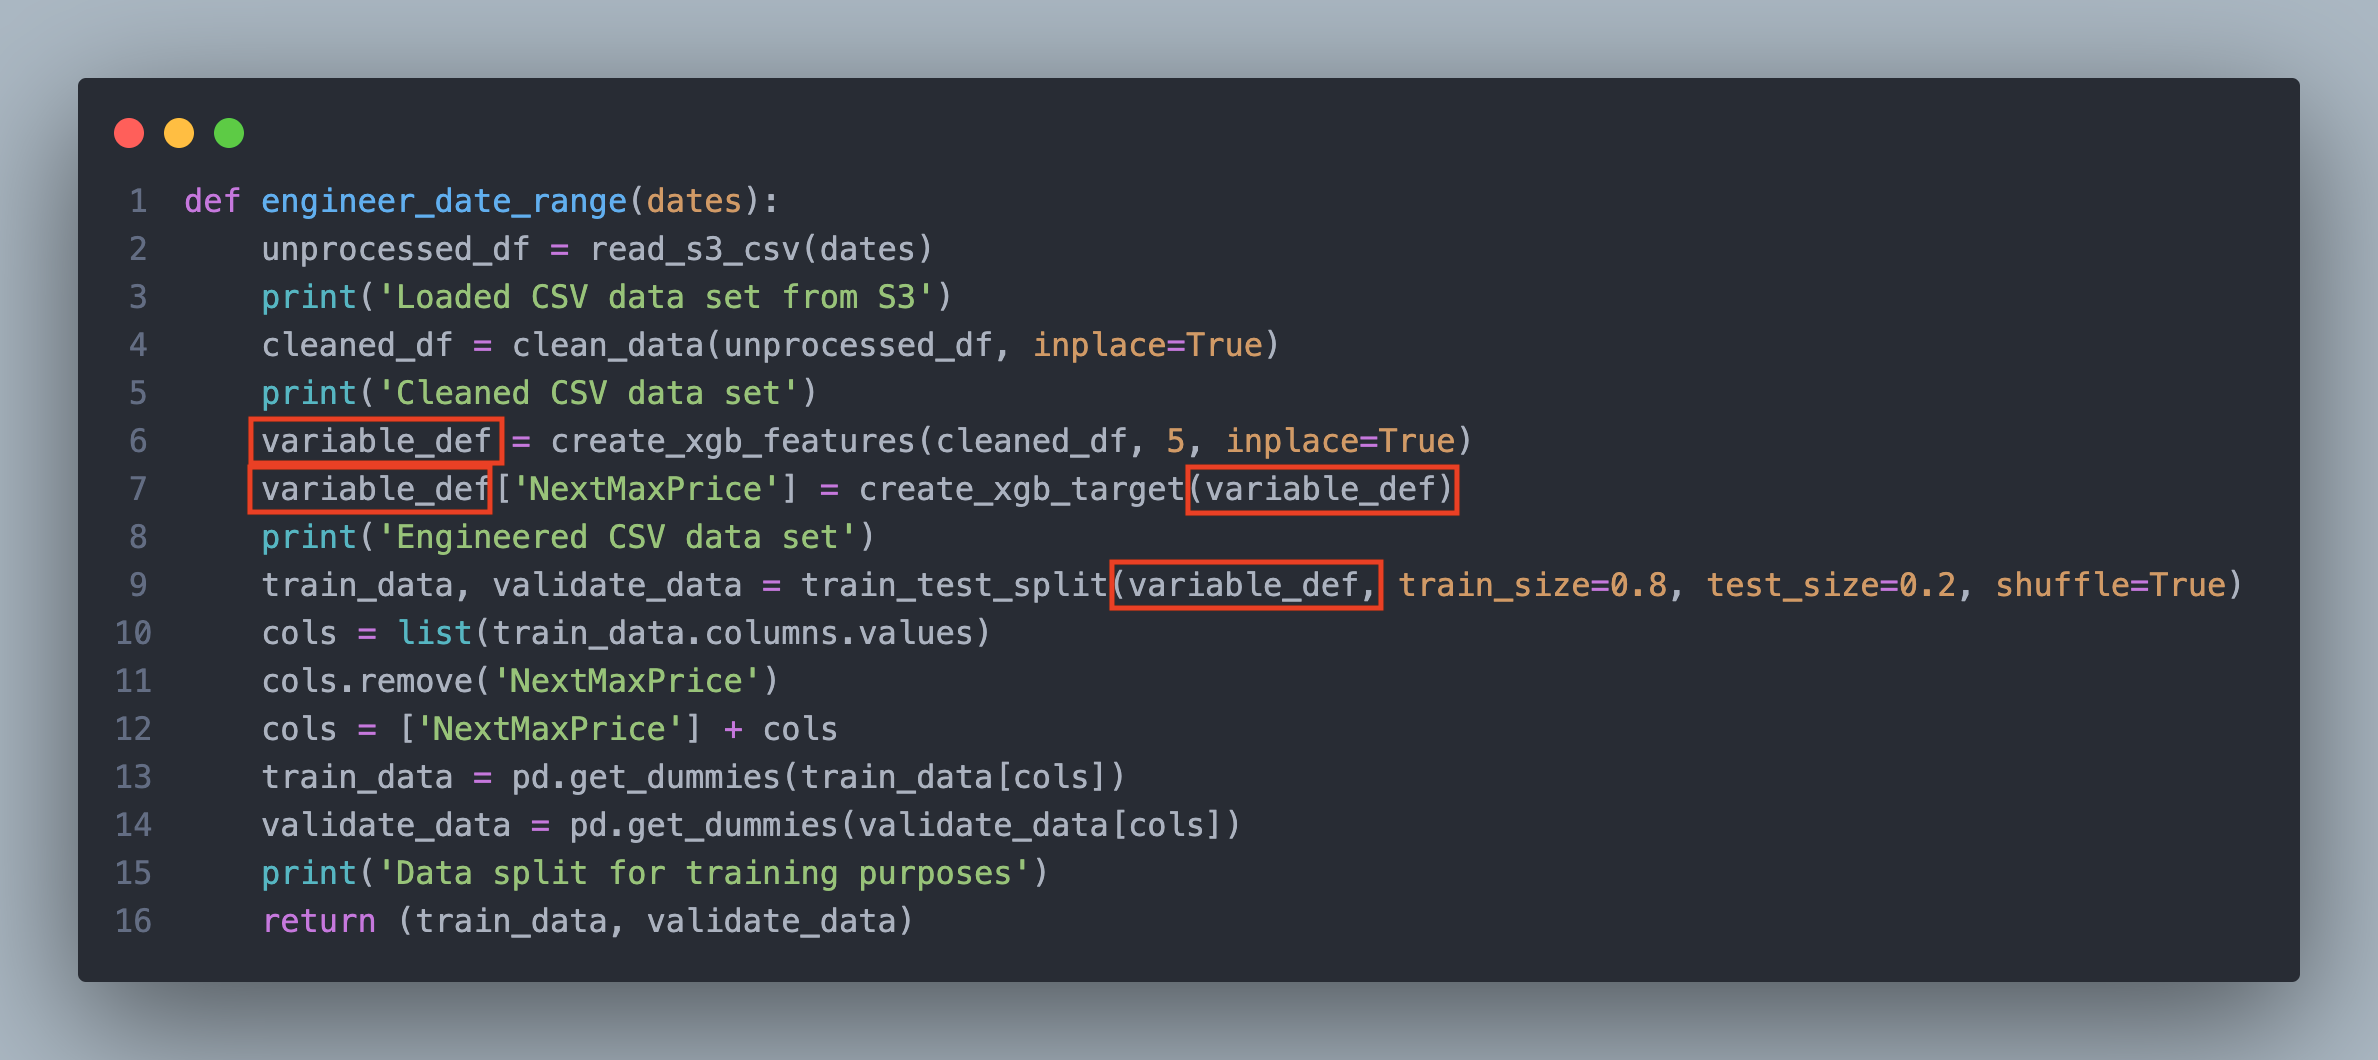 1 def engineer_date_range(dates):
2 unprocessed_df = read_s3_csv(dates)
3 print('Loaded CSV data set from S3')
4 cleaned_df = clean_data(unprocessed_df, inplace=True)
5 print('Cleaned CSV data set')
6 variable_def = create_xgb_features(cleaned_df, 5, inplace=True)
7 variable_def['NextMaxPrice'] = create_xgb_target(variable_def)
8 print('Engineered CSV data set')
9 train_data, validate_data = train_test_split(variable_def, train_size=0.8, test_size=0.2, shuffle=True)
10 cols = list(train_data.columns.values)
11 cols.remove('NextMaxPrice')
12 cols = ['NextMaxPrice'] + cols
13 train_data = pd.get_dummies(train_data[cols])
14 validate_data = pd.get_dummies(validate_data[cols])
15 print('Data split for training purposes')
16 return (train_data, validate_data)